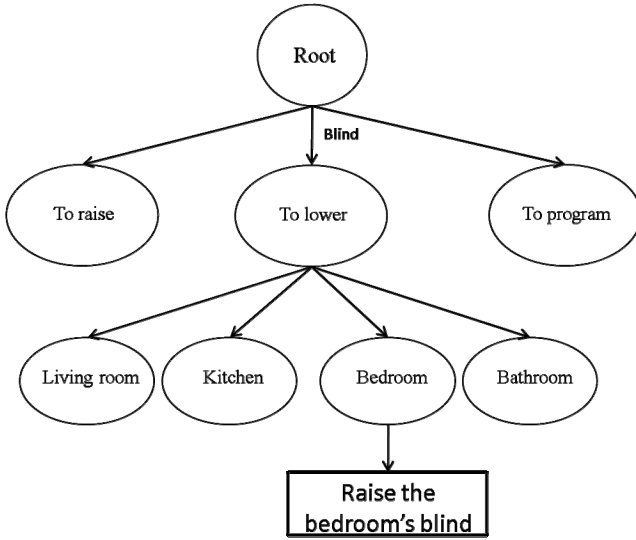 Root
Blind
To raise
To lower
To program
Living room
Kitchen
Bedroom
Bathroom
Raise the
bedroom's blind